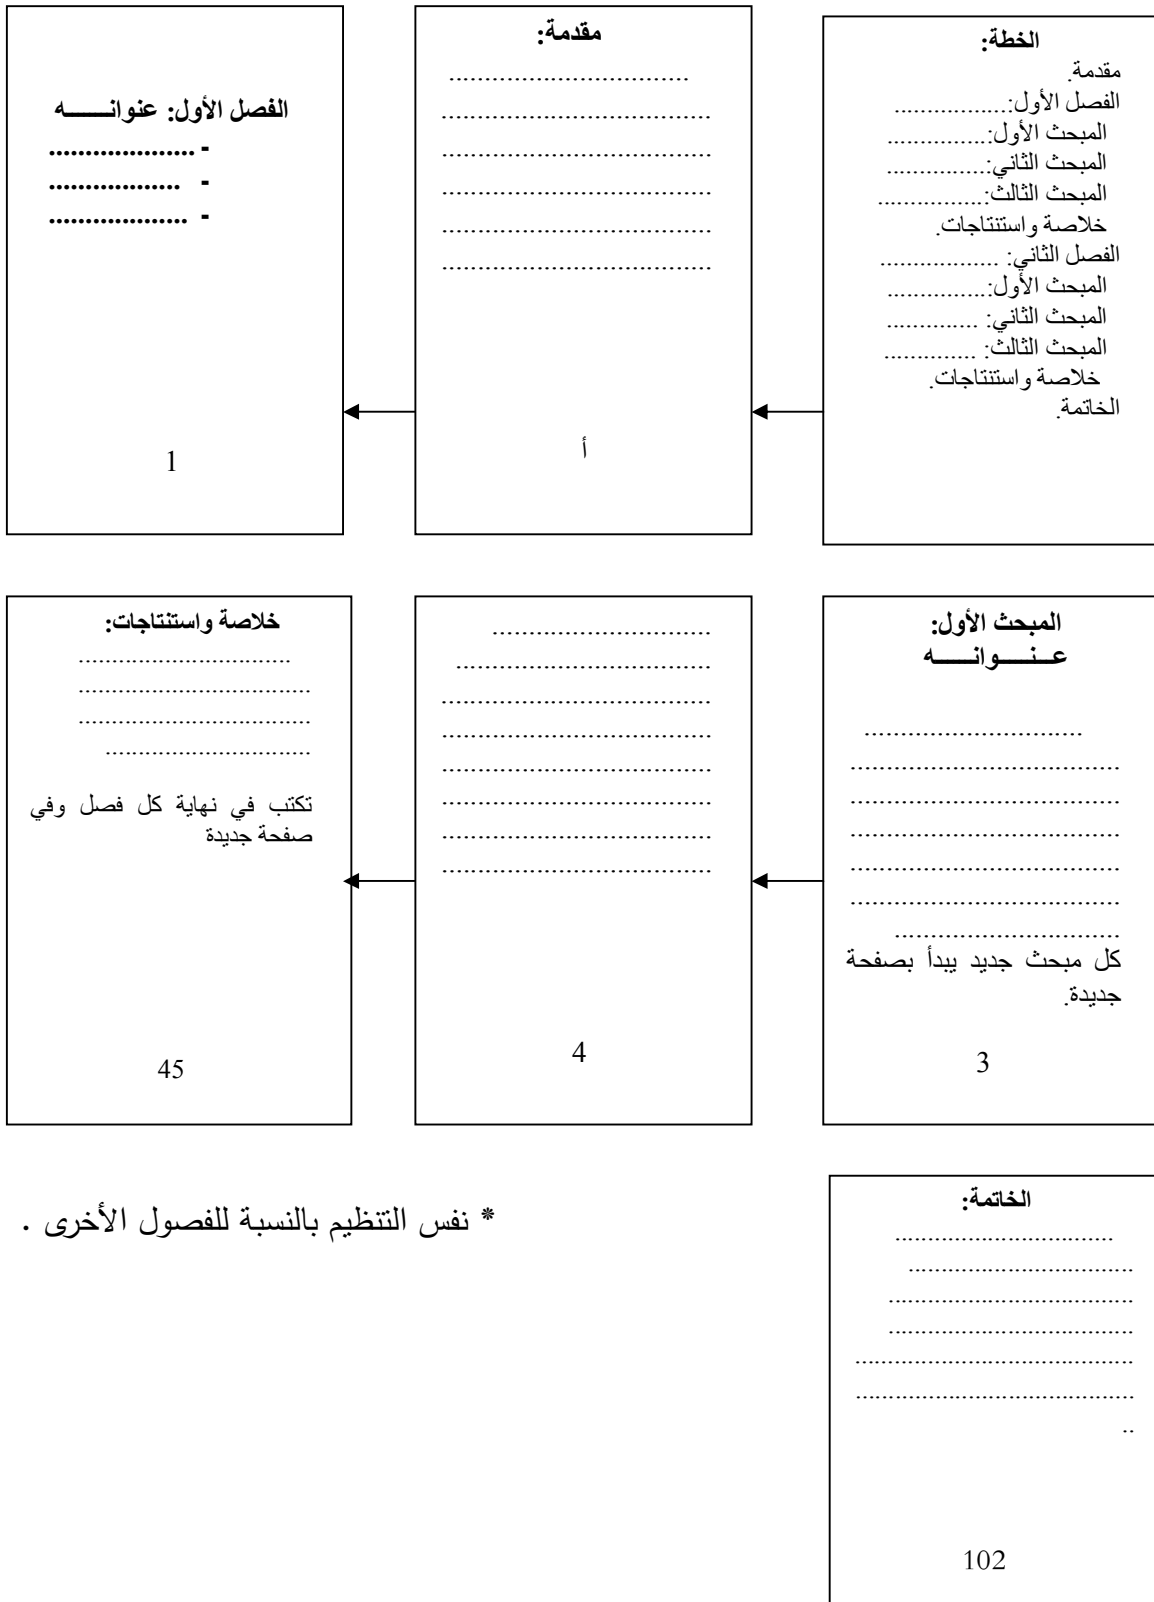 الخطة:
مقدمة.
الفصل الأول:.................
المبحث الأول:...............
المبحث الثاني:...............
المبحث الثالث:................
خلاصة واستنتاجات.
الفصل الثاني: .................
المبحث الأول:...............
المبحث الثاني: ..............
المبحث الثالث: ..............
خلاصة واستنتاجات.
الخاتمة.
مقدمة:
.................................
.....................................
.....................................
.....................................
.....................................
.....................................
أ
الفصل الأول: عنوانـــــــه
- ....................
- ..................
- ...................
1
المبحث الأول:
عـــنـــــوانــــــه
..............................
.....................................
.....................................
.....................................
.....................................
.....................................
...............................
كل مبحث جديد يبدأ بصفحة
جديدة.
3
..............................
...................................
.....................................
.....................................
.....................................
.....................................
.....................................
.....................................
4
خلاصة واستنتاجات:
................................
...................................
...................................
...............................
تكتب في نهاية كل فصل وفي
صفحة جديدة
45
الخاتمة:
.................................
..................................
.....................................
.....................................
..........................................
..........................................
..
102
* نفس التنظيم بالنسبة للفصول الأخرى .